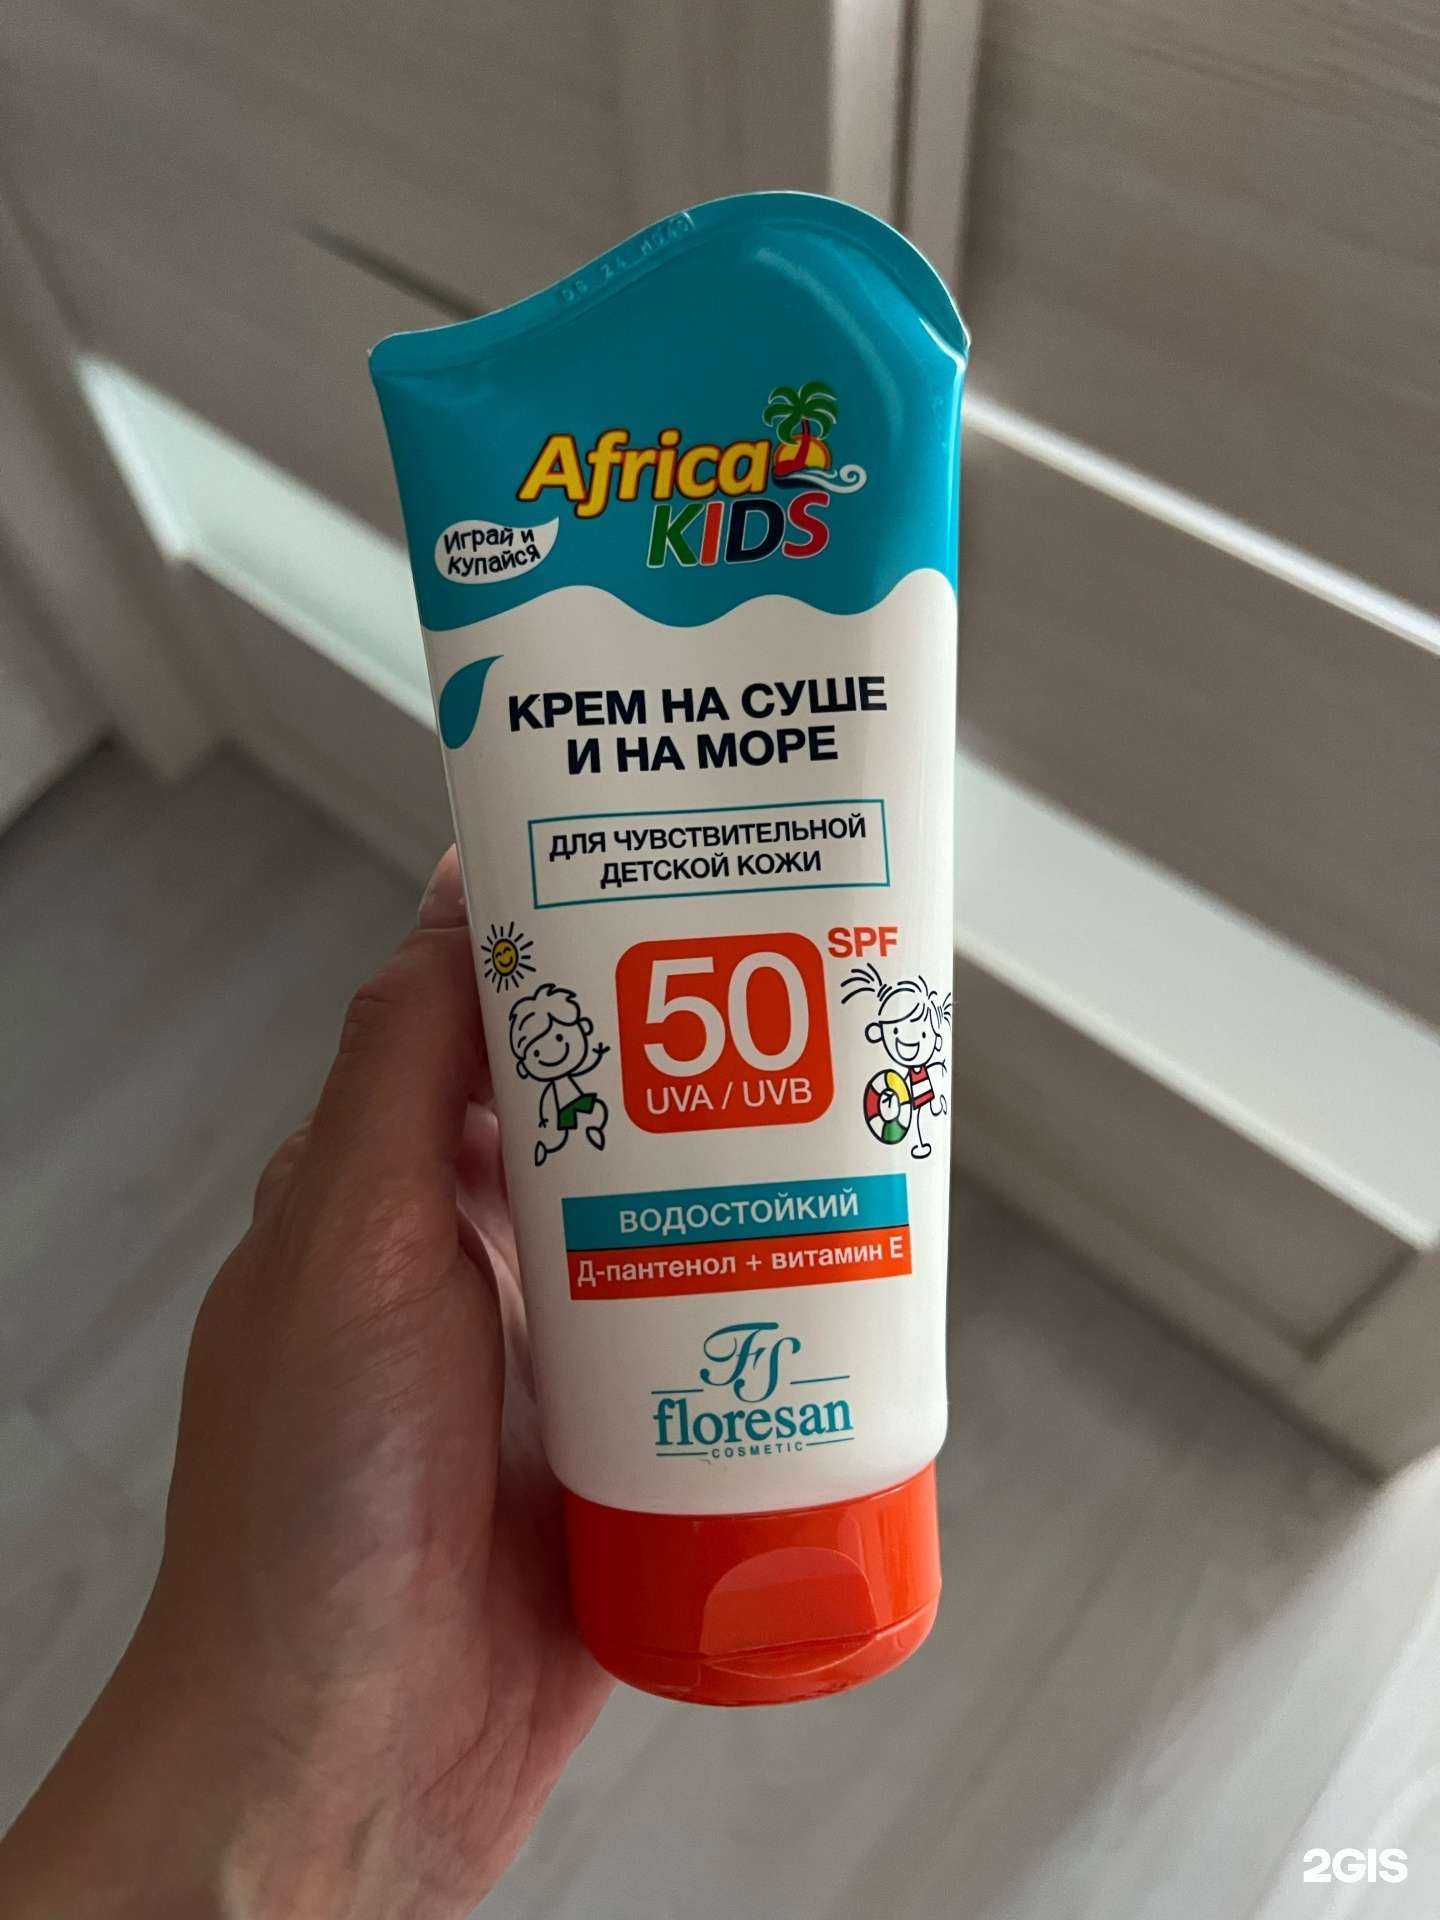 Africa
KIDS
Играй и
купайся
КРЕМ НА СУШЕ
И НА МОРЕ
ДЛЯ ЧУВСТВИТЕЛЬНОЙ
ДЕТСКОЙ КОЖИ
50 SPF
UVA / UVB
ВОДОСТОЙКИЙ
Д-пантенол + витамин Е
FS
floresan
COSMETIC
2GIS